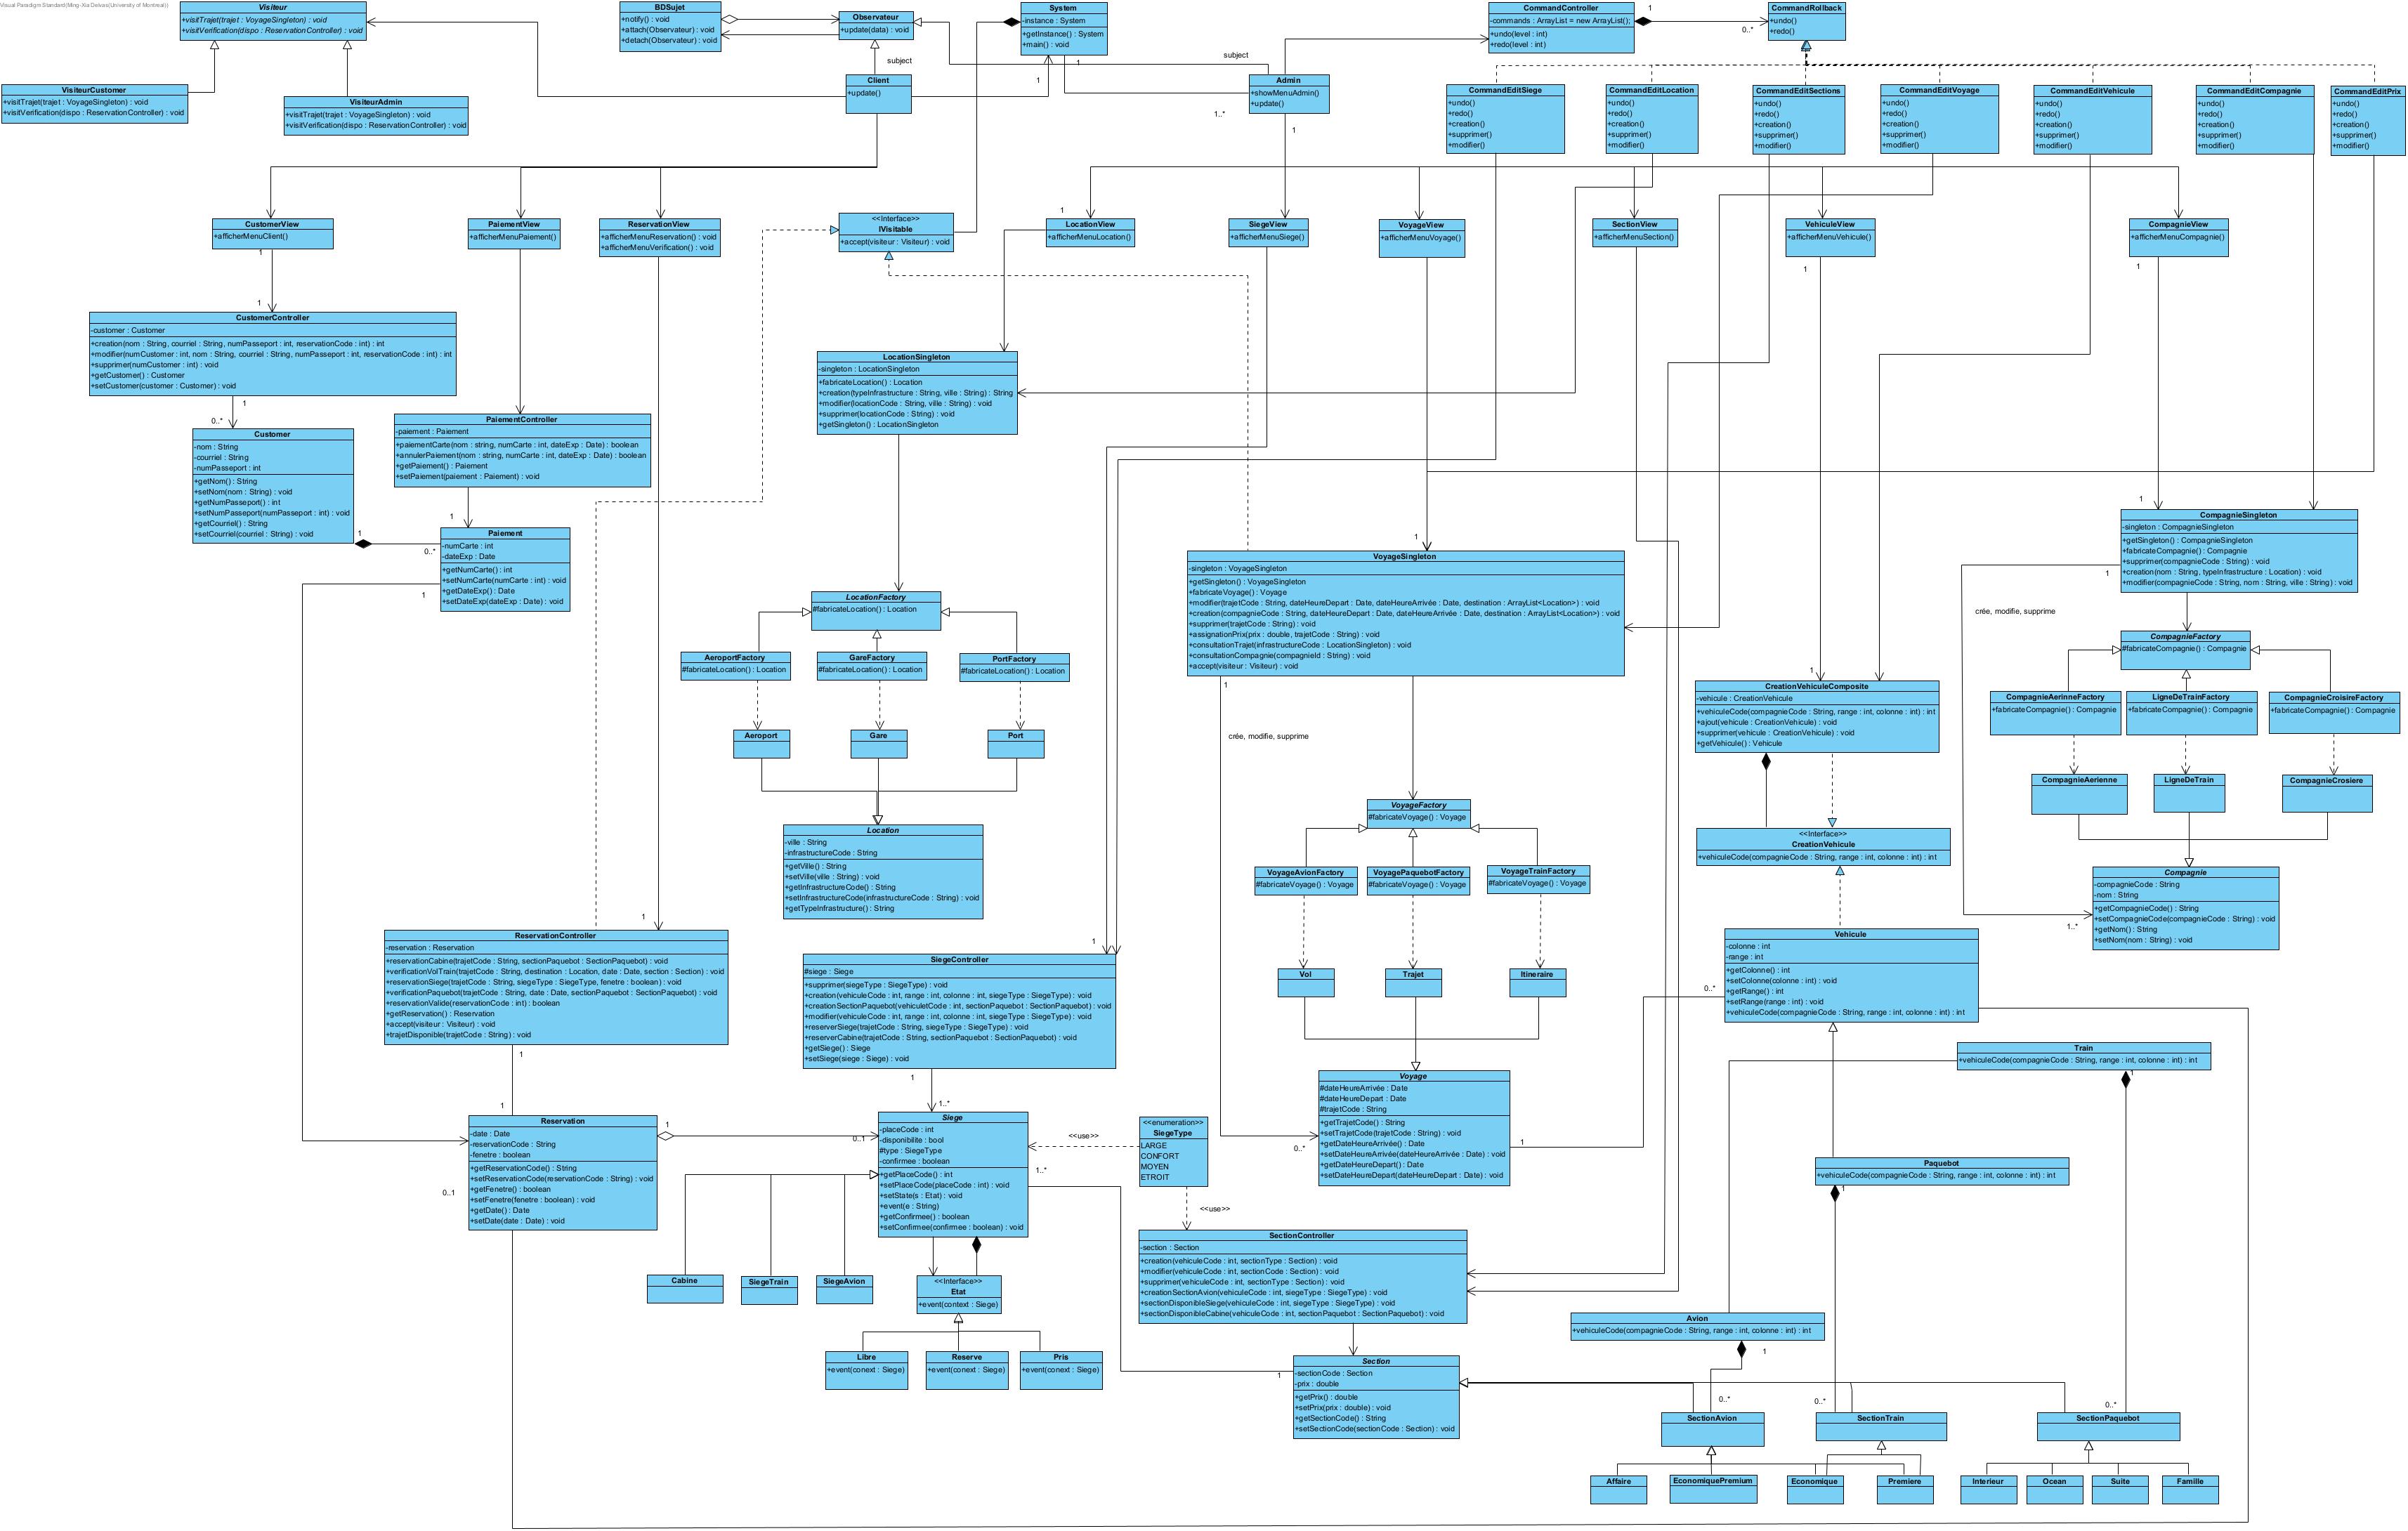 Visual Paradigm Standard(Ming-Xia Delvas(University of Montreal))
Visiteur
+visitTrajet(trajet : VoyageSingleton) : void
+visitVerification(dispo : ReservationController) : void
BDSujet
+notify() : void
+attach(Observateur) : void
+detach(Observateur) : void
Observateur
+update(data) : void
System
-instance : System
+getInstance() : System
+main() : void
CommandController
-commands : ArrayList = new ArrayList();
+undo(level : int)
+redo(level : int)
1
0..*
CommandRollback
+undo()
+redo()
subject
1
1
subject
VisiteurCustomer
+visitTrajet(trajet : VoyageSingleton) : void
+visitVerification(dispo : ReservationController) : void
VisiteurAdmin
+visitTrajet(trajet : VoyageSingleton) : void
+visitVerification(dispo : ReservationController) : void
Client
+update()
Admin
+showMenuAdmin()
+update()
1..*
1
CommandEditSiege
+undo()
+redo()
+creation()
+supprimer()
+modifier()
CommandEditLocation
+undo()
+redo()
+creation()
+supprimer()
+modifier()
CommandEditSections
+undo()
+redo()
+creation()
+supprimer()
+modifier()
CommandEditVoyage
+undo()
+redo()
+creation()
+supprimer()
+modifier()
CommandEditVehicule
+undo()
+redo()
+creation()
+supprimer()
+modifier()
CommandEditCompagnie
+undo()
+redo()
+creation()
+supprimer()
+modifier()
CommandEditPrix
+undo()
+redo()
+creation()
+supprimer()
+modifier()
CustomerView
+afficherMenuClient()
1
1
PaiementView
+afficherMenuPaiement()
ReservationView
+afficherMenuReservation() : void
+afficherMenuVerification() : void
<<Interface>>
IVisitable
+accept(visiteur : Visiteur) : void
1
LocationView
+afficherMenuLocation()
SiegeView
+afficherMenuSiege()
VoyageView
+afficherMenuVoyage()
SectionView
+afficherMenuSection()
VehiculeView
+afficherMenuVehicule()
1
CompagnieView
+afficherMenuCompagnie()
1
CustomerController
-customer : Customer
+creation(nom : String, courriel : String, numPasseport : int, reservationCode : int) : int
+modifier(numCustomer : int, nom : String, courriel : String, numPasseport : int, reservationCode : int) : int
+supprimer(numCustomer : int) : void
+getCustomer() : Customer
+setCustomer(customer : Customer) : void
1
0..*
LocationSingleton
-singleton : LocationSingleton
+fabricateLocation() : Location
+creation(typeInfrastructure : String, ville : String) : String
+modifier(locationCode : String, ville : String) : void
+supprimer(locationCode : String) : void
+getSingleton() : LocationSingleton
PaiementController
-paiement : Paiement
+paiementCarte(nom : string, numCarte : int, dateExp : Date) : boolean
+annulerPaiement(nom : string, numCarte : int, dateExp : Date) : boolean
+getPaiement() : Paiement
+setPaiement(paiement : Paiement) : void
1
Customer
-nom : String
-courriel : String
-numPasseport : int
+getNom() : String
+setNom(nom : String) : void
+getNumPasseport() : int
+setNumPasseport(numPasseport : int) : void
+getCourriel() : String
+setCourriel(courriel : String) : void
1
0..*
Paiement
-numCarte : int
-dateExp : Date
+getNumCarte() : int
+setNumCarte(numCarte : int) : void
+getDateExp() : Date
+setDateExp(dateExp : Date) : void
1
1
VoyageSingleton
-singleton : VoyageSingleton
+getSingleton() : VoyageSingleton
+fabricateVoyage() : Voyage
+modifier(trajetCode : String, dateHeureDepart : Date, dateHeureArrivée : Date, destination : ArrayList<Location>) : void
+creation(compagnieCode : String, dateHeureDepart : Date, dateHeureArrivée : Date, destination : ArrayList<Location>) : void
+supprimer(trajetCode : String) : void
+assignationPrix(prix : double, trajetCode : String) : void
+consultationTrajet(infrastructureCode : LocationSingleton) : void
+consultationCompagnie(compagnieId : String) : void
+accept(visiteur : Visiteur) : void
1
crée, modifie, supprime
1
CompagnieSingleton
-singleton : CompagnieSingleton
+getSingleton() : CompagnieSingleton
+fabricateCompagnie() : Compagnie
+supprimer(compagnieCode : String) : void
+creation(nom : String, typeInfrastructure : Location) : void
+modifier(compagnieCode : String, nom : String, ville : String) : void
1
crée, modifie, supprime
LocationFactory
#fabricateLocation() : Location
AeroportFactory
#fabricateLocation() : Location
GareFactory
#fabricateLocation() : Location
PortFactory
#fabricateLocation() : Location
Aeroport
Gare
Port
Location
-ville : String
-infrastructureCode : String
+getVille() : String
+setVille(ville : String) : void
+getInfrastructureCode() : String
+setInfrastructureCode(infrastructureCode : String) : void
+getTypeInfrastructure() : String
CompagnieFactory
#fabricateCompagnie() : Compagnie
CompagnieAerinneFactory
+fabricateCompagnie() : Compagnie
LigneDeTrainFactory
+fabricateCompagnie() : Compagnie
CompagnieCroisireFactory
+fabricateCompagnie() : Compagnie
CompagnieAerienne
LigneDeTrain
CompagnieCrosiere
Compagnie
-compagnieCode : String
-nom : String
+getCompagnieCode() : String
+setCompagnieCode(compagnieCode : String) : void
+getNom() : String
+setNom(nom : String) : void
1..*
1
CreationVehiculeComposite
-vehicule : CreationVehicule
+vehiculeCode(compagnieCode : String, range : int, colonne : int) : int
+ajout(vehicule : CreationVehicule) : void
+supprimer(vehicule : CreationVehicule) : void
+getVehicule() : Vehicule
<<Interface>>
CreationVehicule
+vehiculeCode(compagnieCode : String, range : int, colonne : int) : int
VoyageFactory
#fabricateVoyage() : Voyage
VoyageAvionFactory
#fabricateVoyage() : Voyage
VoyagePaquebotFactory
#fabricateVoyage() : Voyage
VoyageTrainFactory
#fabricateVoyage() : Voyage
Vol
Trajet
Itineraire
Voyage
#dateHeureArrivée : Date
#dateHeureDepart : Date
#trajetCode : String
+getTrajetCode() : String
+setTrajetCode(trajetCode : String) : void
+getDateHeureArrivée() : Date
+setDateHeureArrivée(dateHeureArrivée : Date) : void
+getDateHeureDepart() : Date
+setDateHeureDepart(dateHeureDepart : Date) : void
0..*
1
0..*
Vehicule
-colonne : int
-range : int
+getColonne() : int
+setColonne(colonne : int) : void
+getRange() : int
+setRange(range : int) : void
+vehiculeCode(compagnieCode : String, range : int, colonne : int) : int
1
ReservationController
-reservation : Reservation
+reservationCabine(trajetCode : String, sectionPaquebot : SectionPaquebot) : void
+verificationVolTrain(trajetCode : String, destination : Location, date : Date, section : Section) : void
+reservationSiege(trajetCode : String, siegeType : SiegeType, fenetre : boolean) : void
+verificationPaquebot(trajetCode : String, date : Date, sectionPaquebot : SectionPaquebot) : void
+reservationValide(reservationCode : int) : boolean
+getReservation() : Reservation
+accept(visiteur : Visiteur) : void
+trajetDisponible(trajetCode : String) : void
1
1
1
SiegeController
#siege : Siege
+supprimer(siegeType : SiegeType) : void
+creation(vehiculeCode : int, range : int, colonne : int, siegeType : SiegeType) : void
+creationSectionPaquebot(vehiculetCode : int, sectionPaquebot : SectionPaquebot) : void
+modifier(vehiculeCode : int, range : int, colonne : int, siegeType : SiegeType) : void
+reserverSiege(trajetCode : String, siegeType : SiegeType) : void
+reserverCabine(trajetCode : String, sectionPaquebot : SectionPaquebot) : void
+getSiege() : Siege
+setSiege(siege : Siege) : void
1
1..*
Train
+vehiculeCode(compagnieCode : String, range : int, colonne : int) : int
1
Reservation
-date : Date
-reservationCode : String
-fenetre : boolean
+getReservationCode() : String
+setReservationCode(reservationCode : String) : void
+getFenetre() : boolean
+setFenetre(fenetre : boolean) : void
+getDate() : Date
+setDate(date : Date) : void
0..1
1
0..1
Siege
-placeCode : int
-disponibilite : bool
#type : SiegeType
-confirmee : boolean
+getPlaceCode() : int
+setPlaceCode(placeCode : int) : void
+setState(s : Etat) : void
+event(e : String)
+getConfirmee() : boolean
+setConfirmee(confirmee : boolean) : void
1..*
<<use>>
<<enumeration>>
SiegeType
LARGE
CONFORT
MOYEN
ETROIT
<<use>>
Paquebot
+vehiculeCode(compagnieCode : String, range : int, colonne : int) : int
1
Cabine
SiegeTrain
SiegeAvion
<<Interface>>
Etat
+event(context : Siege)
Libre
+event(conext : Siege)
Reserve
+event(conext : Siege)
Pris
+event(conext : Siege)
SectionController
-section : Section
+creation(vehiculeCode : int, sectionType : Section) : void
+modifier(vehiculeCode : int, sectionCode : Section) : void
+supprimer(vehiculeCode : int, sectionType : Section) : void
+creationSectionAvion(vehiculeCode : int, siegeType : SiegeType) : void
+sectionDisponibleSiege(vehiculeCode : int, siegeType : SiegeType) : void
+sectionDisponibleCabine(vehiculeCode : int, sectionPaquebot : SectionPaquebot) : void
Avion
+vehiculeCode(compagnieCode : String, range : int, colonne : int) : int
1
1
Section
-sectionCode : Section
-prix : double
+getPrix() : double
+setPrix(prix : double) : void
+getSectionCode() : String
+setSectionCode(sectionCode : Section) : void
0..*
0..*
0..*
SectionAvion
SectionTrain
SectionPaquebot
Affaire
EconomiquePremium
Economique
Premiere
Interieur
Ocean
Suite
Famille